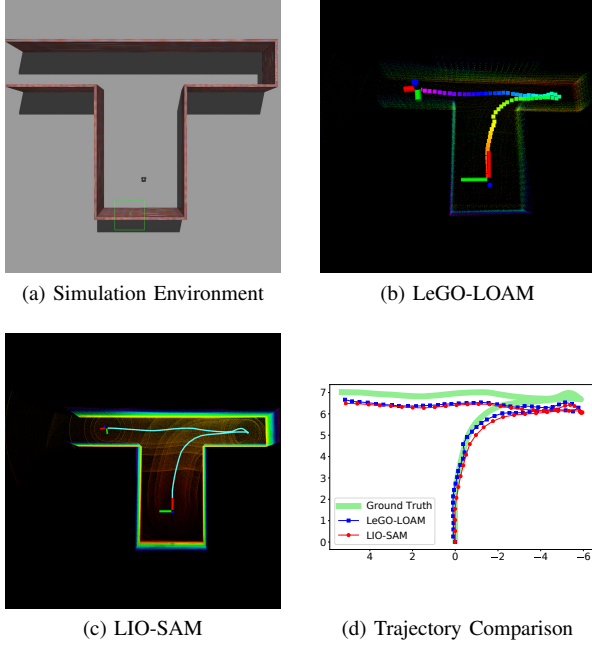 (a) Simulation Environment
(b) LeGO-LOAM
7
6
5
4
3
2
1
0
Ground Truth
LeGO-LOAM
LIO-SAM
4 2 0 −2 −4 −6
(c) LIO-SAM
(d) Trajectory Comparison